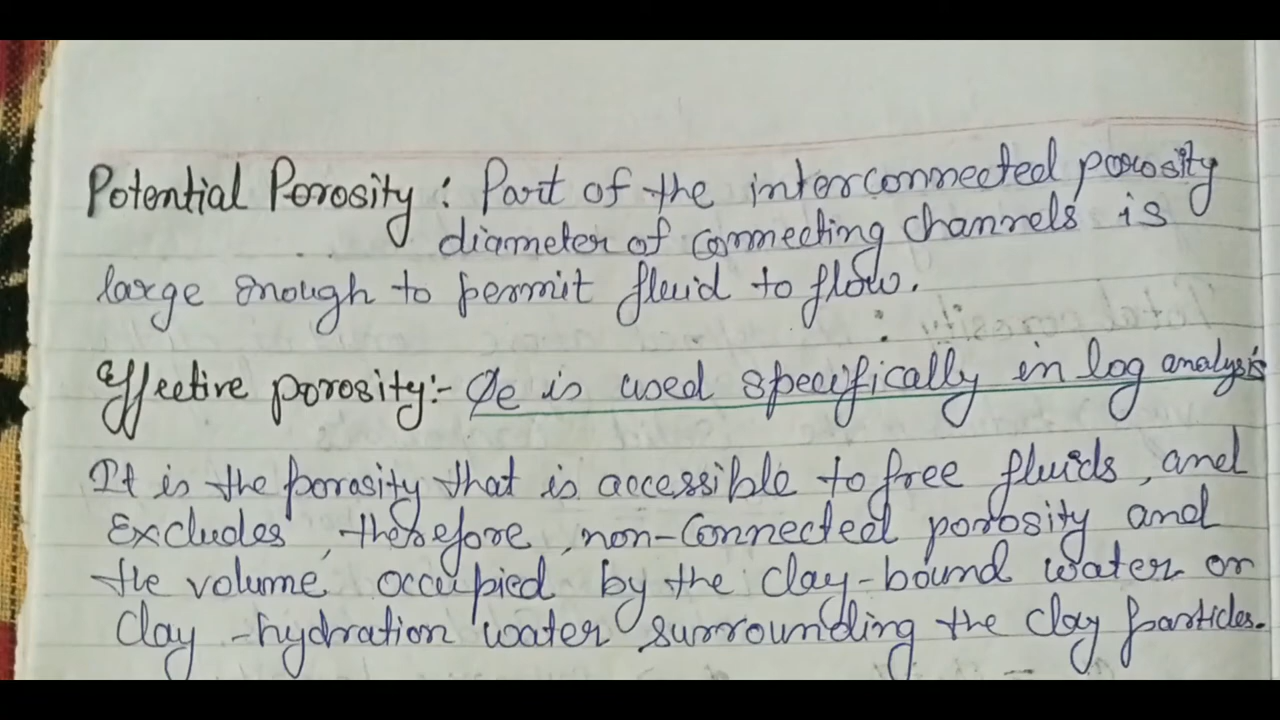 Potential Porosity : Part of the interconnected porosity
diameter of connecting channels is
large enough to permit fluid to flow.
Effective porosity:- Øe is used specifically in log analysis
It is the porosity that is accessible to free fluids, and
Excludes, therefore, non-Connected porosity and
the volume occupied by the clay-bound water or
Clay-hydration water surrounding the clay particles.